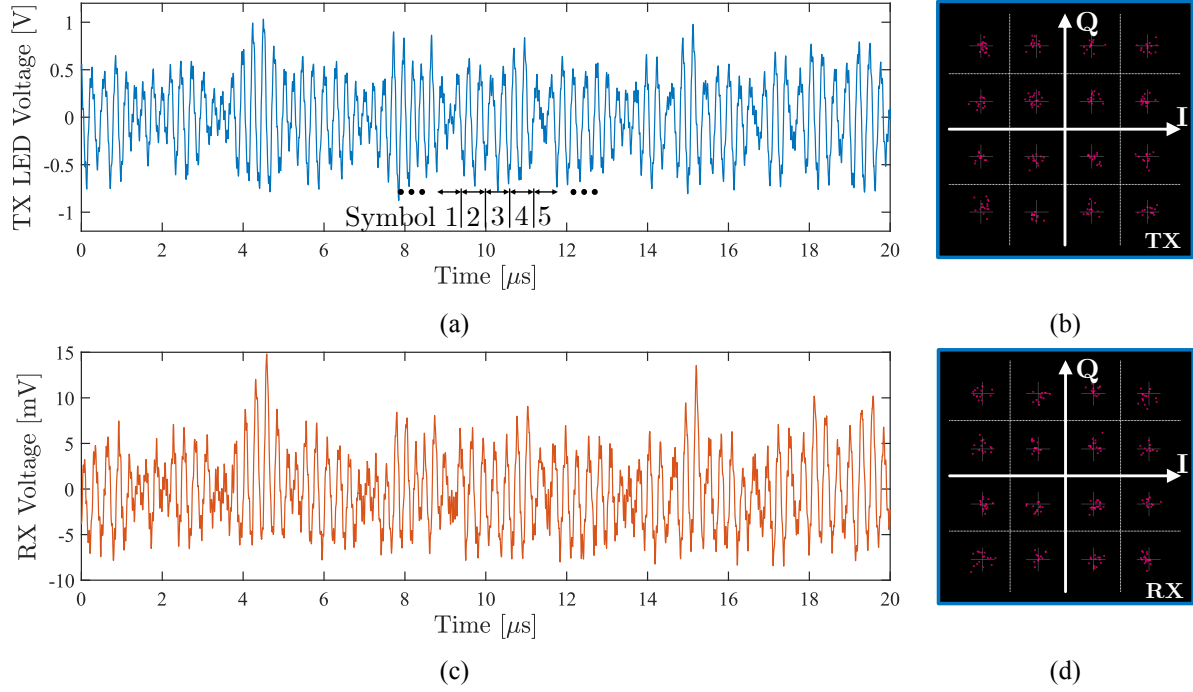 TX LED Voltage [V]
1
0.5
0
-0.5
-1
Symbol 1 2 3 4 5
0 2 4 6 8 10 12 14 16 18 20
Time [μs]
(a)
Q
I
TX
(b)
RX Voltage [mV]
15
10
5
0
-5
-10
0 2 4 6 8 10 12 14 16 18 20
Time [μs]
(c)
Q
I
RX
(d)